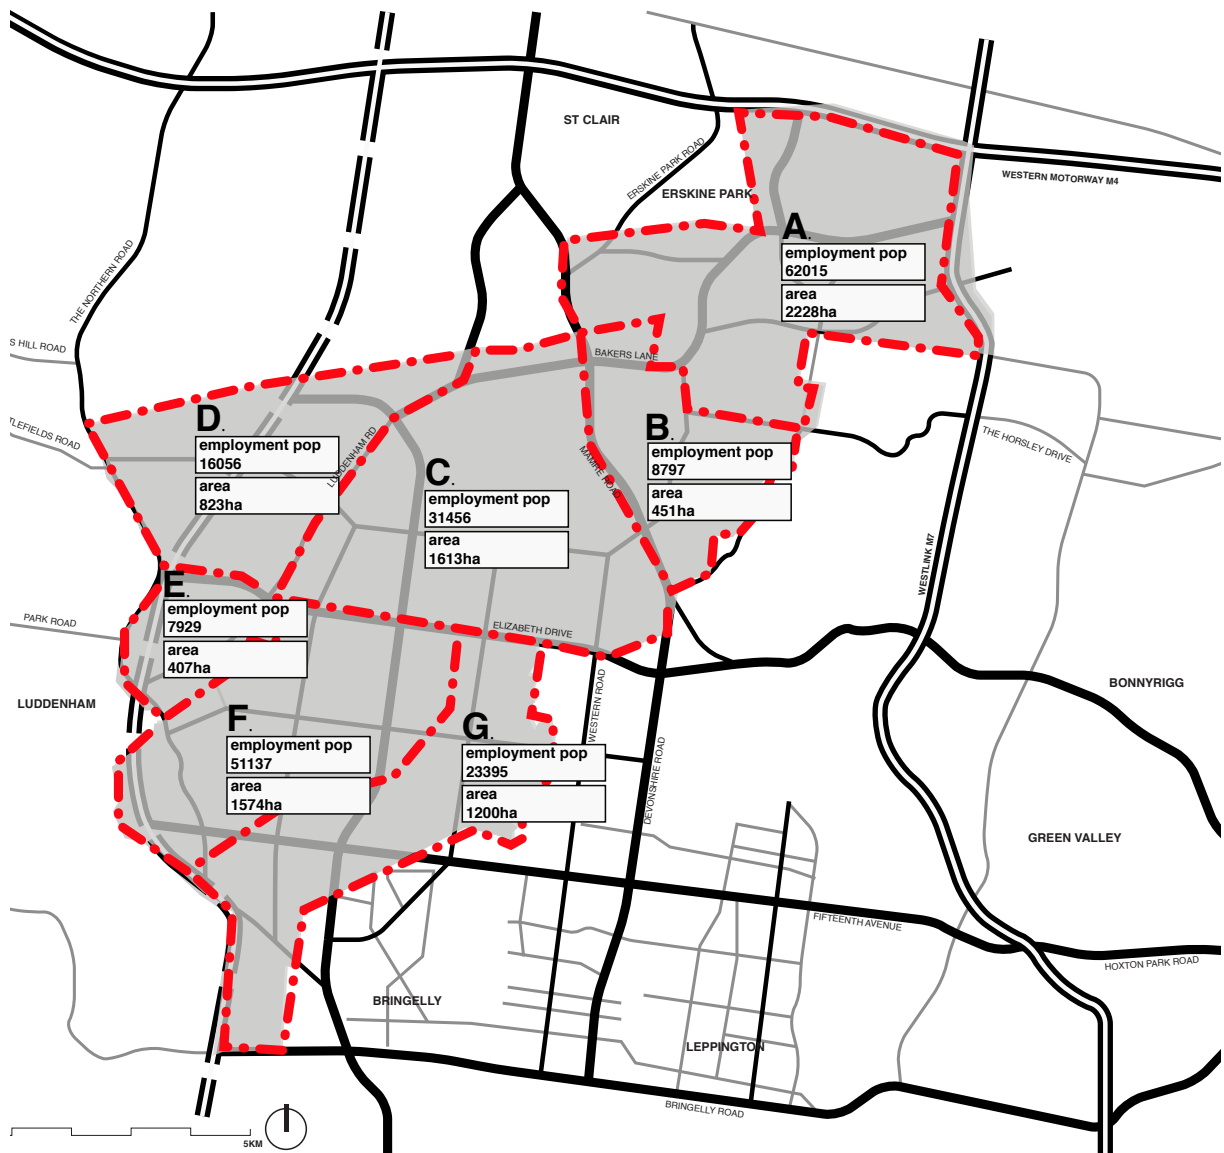 ST CLAIR
ERSKINE PARK ROAD
ERSKINE PARK
WESTERN MOTORWAY M4
THE NORTHERN ROAD
A.
employment pop
62015
area
2228ha
S HILL ROAD
BAKERS LANE
TLEFIELDS ROAD
D.
employment pop
16056
area
823ha
LUDDENHAM RD
C.
employment pop
31456
area
1613ha
MAMRE ROAD
B.
employment pop
8797
area
451ha
THE HORSLEY DRIVE
WESTLINK M7
E.
employment pop
7929
area
407ha
PARK ROAD
ELIZABETH DRIVE
LUDDENHAM
BONNYRIGG
F.
employment pop
51137
area
1574ha
G.
employment pop
23395
area
1200ha
WESTERN ROAD
DEVONSHIRE ROAD
GREEN VALLEY
FIFTEENTH AVENUE
HOXTON PARK ROAD
BRINGELLY
LEPPINGTON
BRINGELLY ROAD
5KM